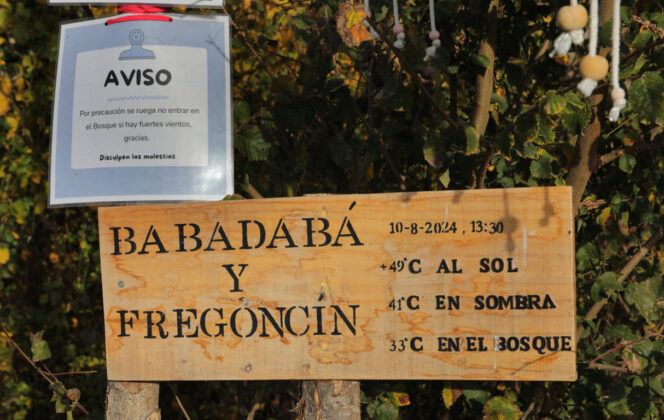 AVISO
Por precaución se ruega no entrar en
el Bosque si hay fuertes vientos,
gracias.
Disculpen las molestias
BABADABÁ
Y
FREGONCÍN
10-8-2024, 13:30
+49°C AL SOL
41°C EN SOMBRA
33°C EN EL BOSQUE